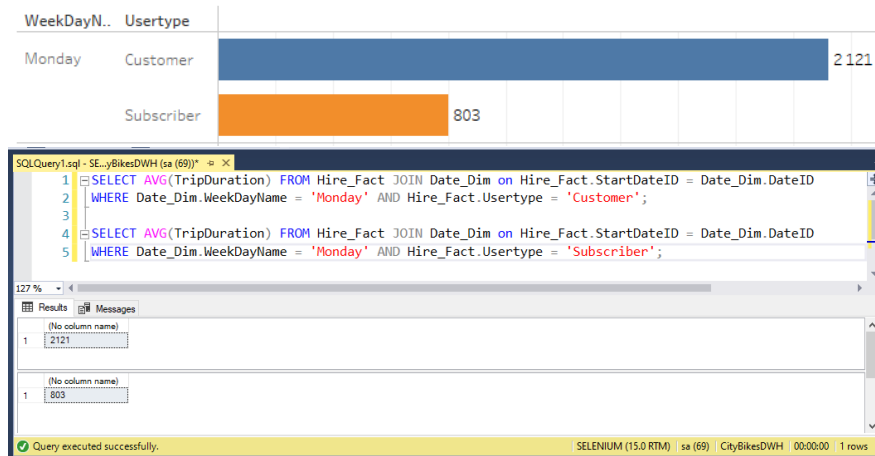 WeekDayN.. Usertype
Monday Customer 2 121
Subscriber 803
SQLQuery1.sql - SE...yBikesDWH (sa (69))*
1 SELECT AVG(TripDuration) FROM Hire_Fact JOIN Date_Dim on Hire_Fact.StartDateID = Date_Dim.DateID
2 WHERE Date_Dim.WeekDayName = 'Monday' AND Hire_Fact.Usertype = 'Customer';
3
4 SELECT AVG(TripDuration) FROM Hire_Fact JOIN Date_Dim on Hire_Fact.StartDateID = Date_Dim.DateID
5 WHERE Date_Dim.WeekDayName = 'Monday' AND Hire_Fact.Usertype = 'Subscriber';
127 %
Results Messages
(No column name)
1 2121
(No column name)
1 803
Query executed successfully. SELENIUM (15.0 RTM) sa (69) CityBikesDWH 00:00:00 1 rows